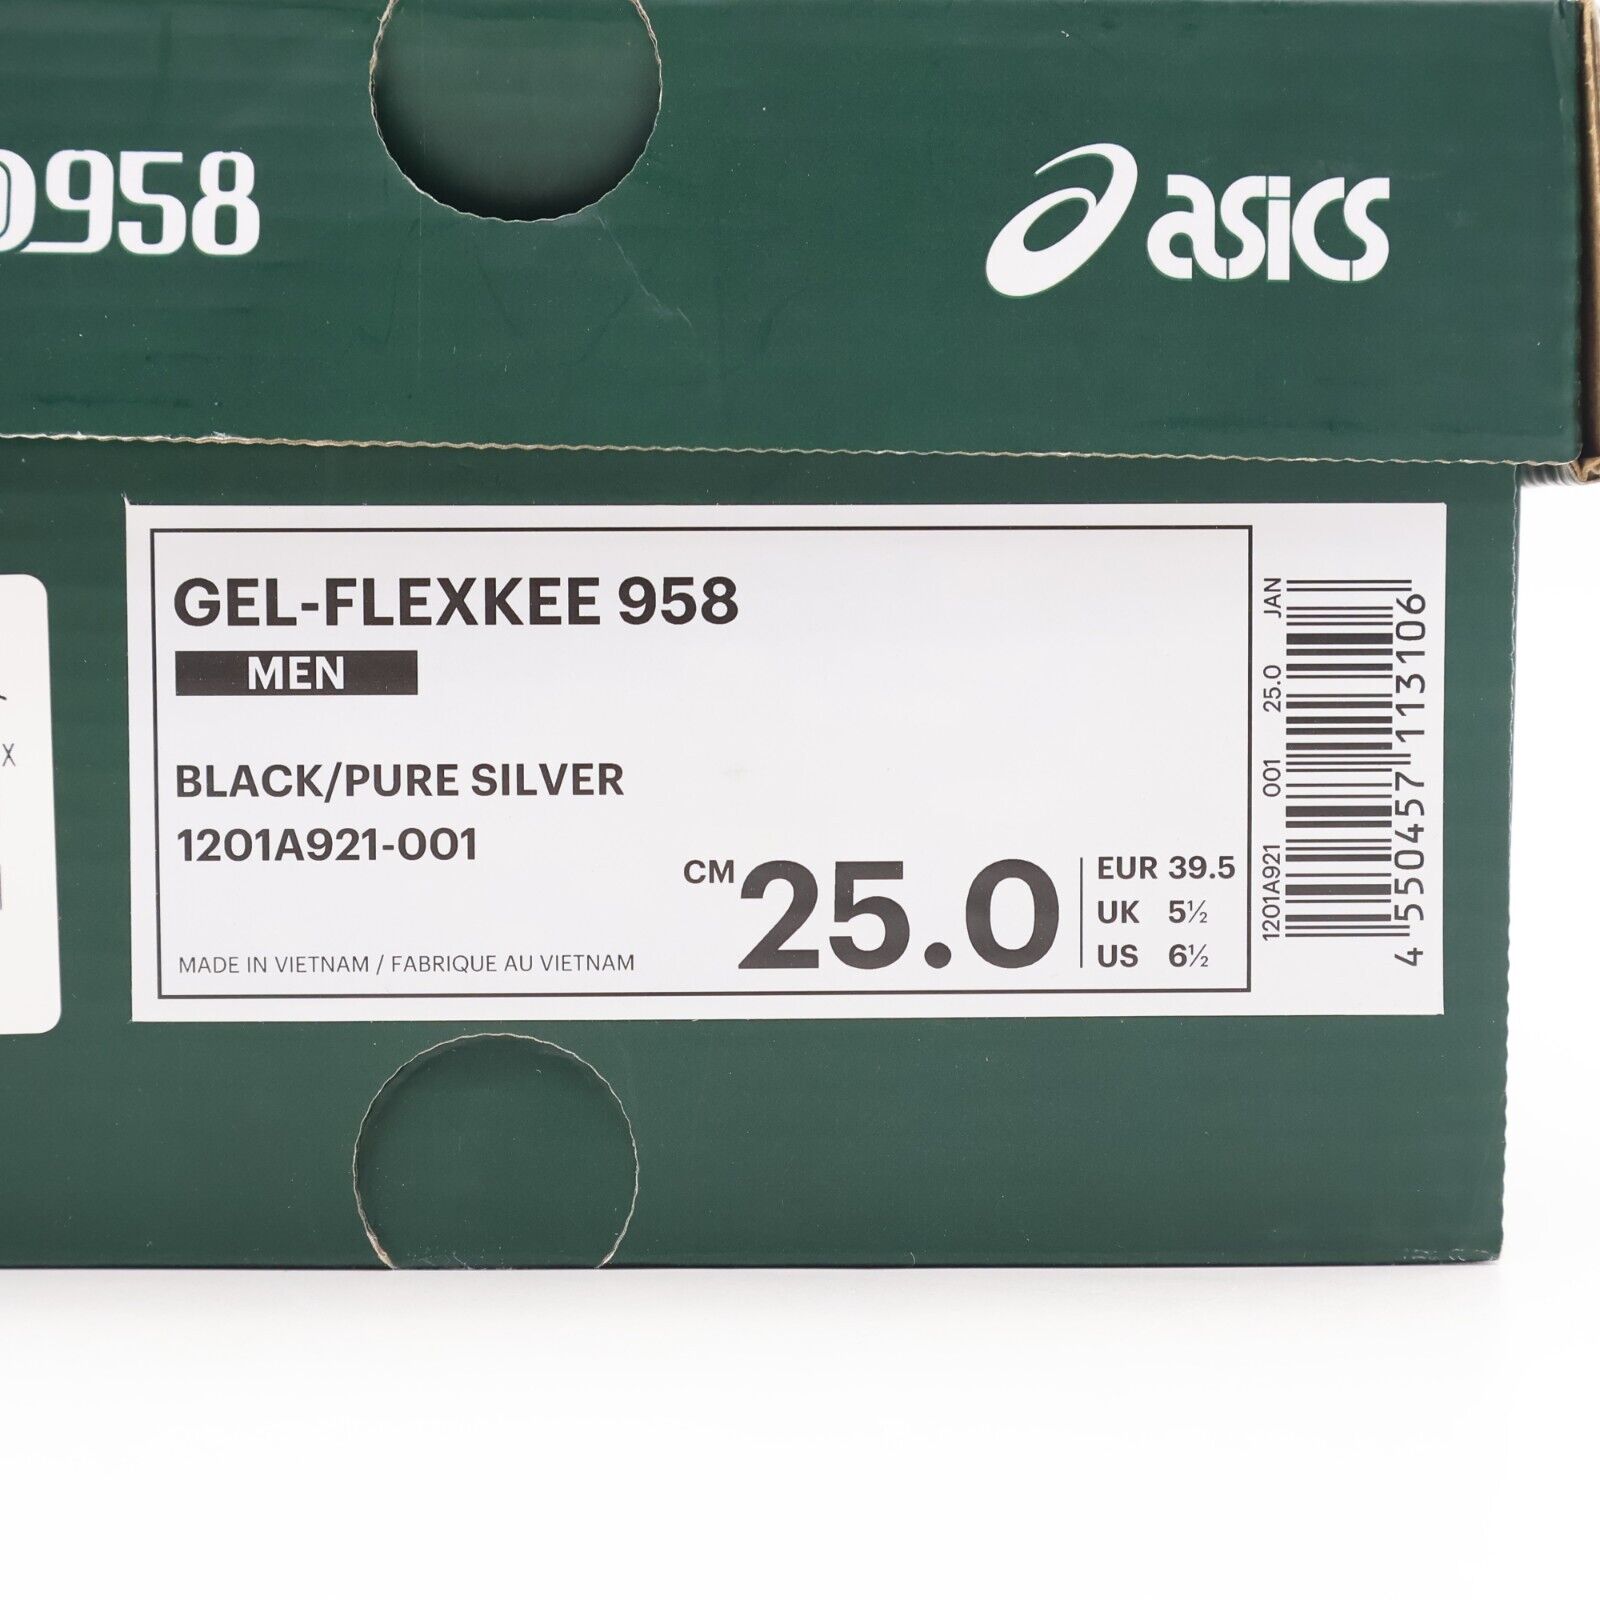 958
asics
GEL-FLEXKEE 958
MEN
BLACK/PURE SILVER
1201A921-001
CM 25.0
EUR 39.5
UK 5½
US 6½
MADE IN VIETNAM / FABRIQUE AU VIETNAM
1201A921 001 25.0 JAN
4 550457 113106
X